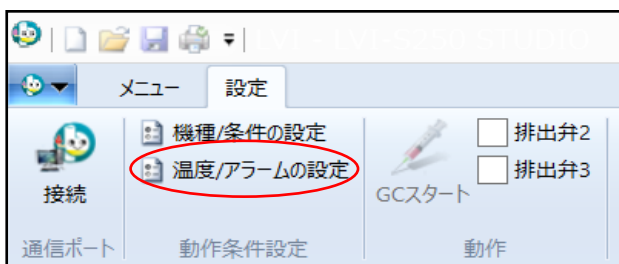 メニュー 設定
機種/条件の設定 排出弁2
温度/アラームの設定 排出弁3
接続 GCスタート
通信ポート 動作条件設定 動作